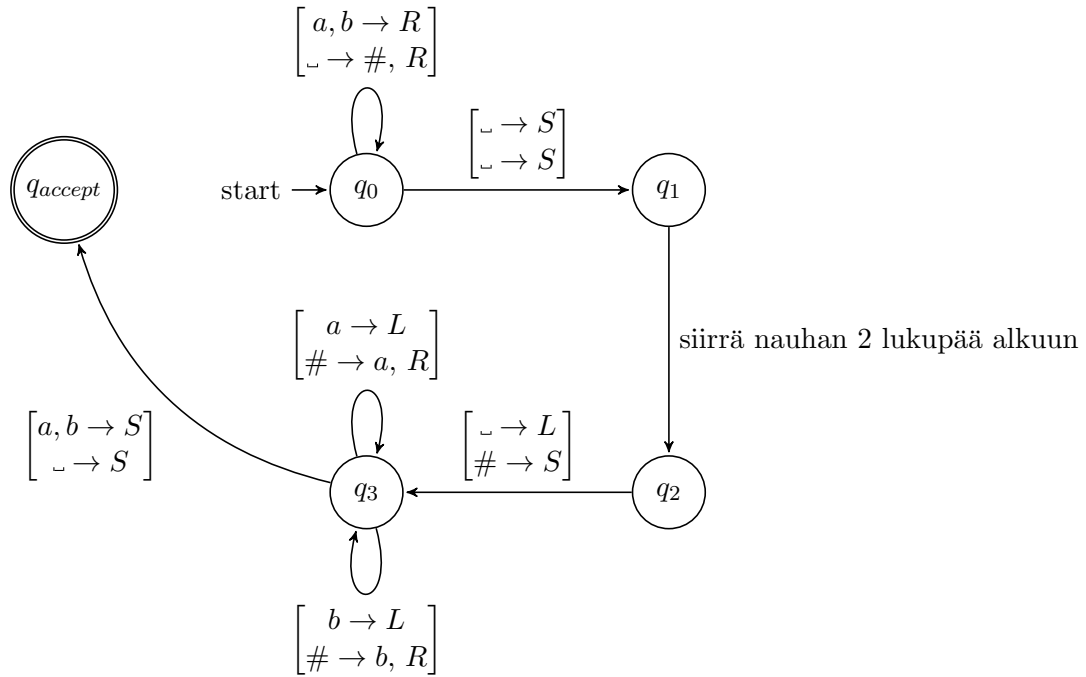 [a, b → R]
[␣ → #, R]
[␣ → S]
[␣ → S]
q_accept
start
q_0
q_1
siirrä nauhan 2 lukupää alkuun
[a → L]
[# → a, R]
[a, b → S]
[␣ → S]
[␣ → L]
[# → S]
q_3
q_2
[b → L]
[# → b, R]